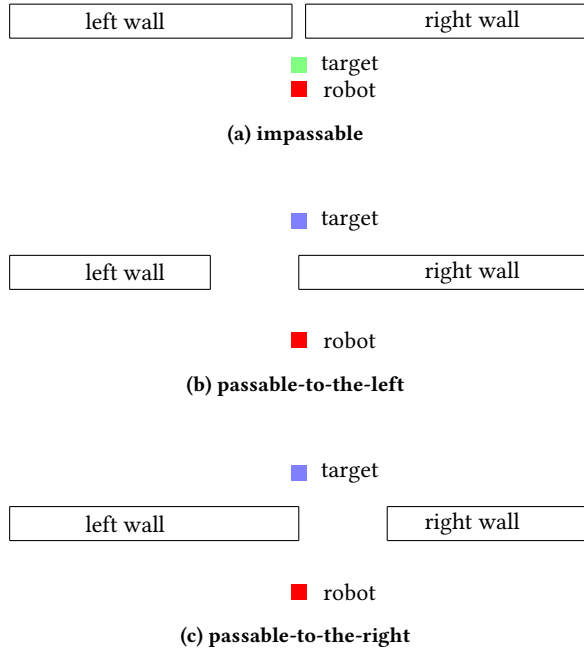 left wall right wall
target
robot
(a) impassable
target
left wall right wall
robot
(b) passable-to-the-left
target
left wall right wall
robot
(c) passable-to-the-right